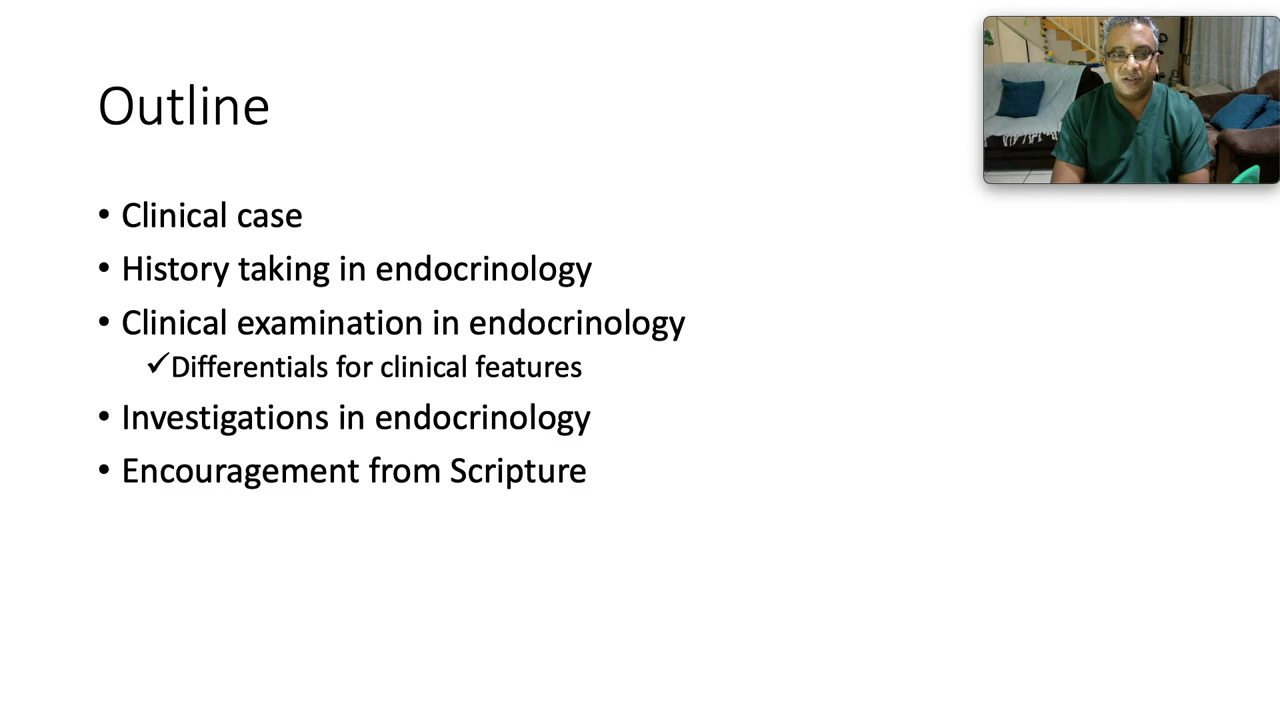 Outline
• Clinical case
• History taking in endocrinology
• Clinical examination in endocrinology
✓Differentials for clinical features
• Investigations in endocrinology
• Encouragement from Scripture